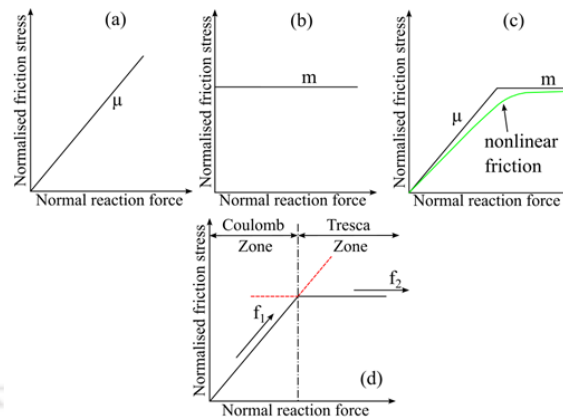 (a)
Normalised friction stress
μ
Normal reaction force
(b)
Normalised friction stress
m
Normal reaction force
(c)
Normalised friction stress
μ
m
nonlinear
friction
Normal reaction force
Coulomb
Zone
Tresca
Zone
Normalised friction stress
f₁
f₂
(d)
Normal reaction force